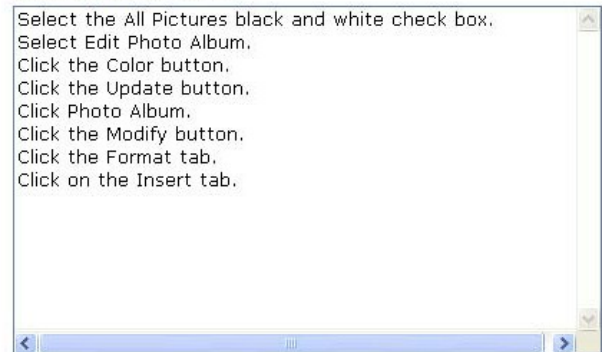 Select the All Pictures black and white check box.
Select Edit Photo Album.
Click the Color button.
Click the Update button.
Click Photo Album.
Click the Modify button.
Click the Format tab.
Click on the Insert tab.